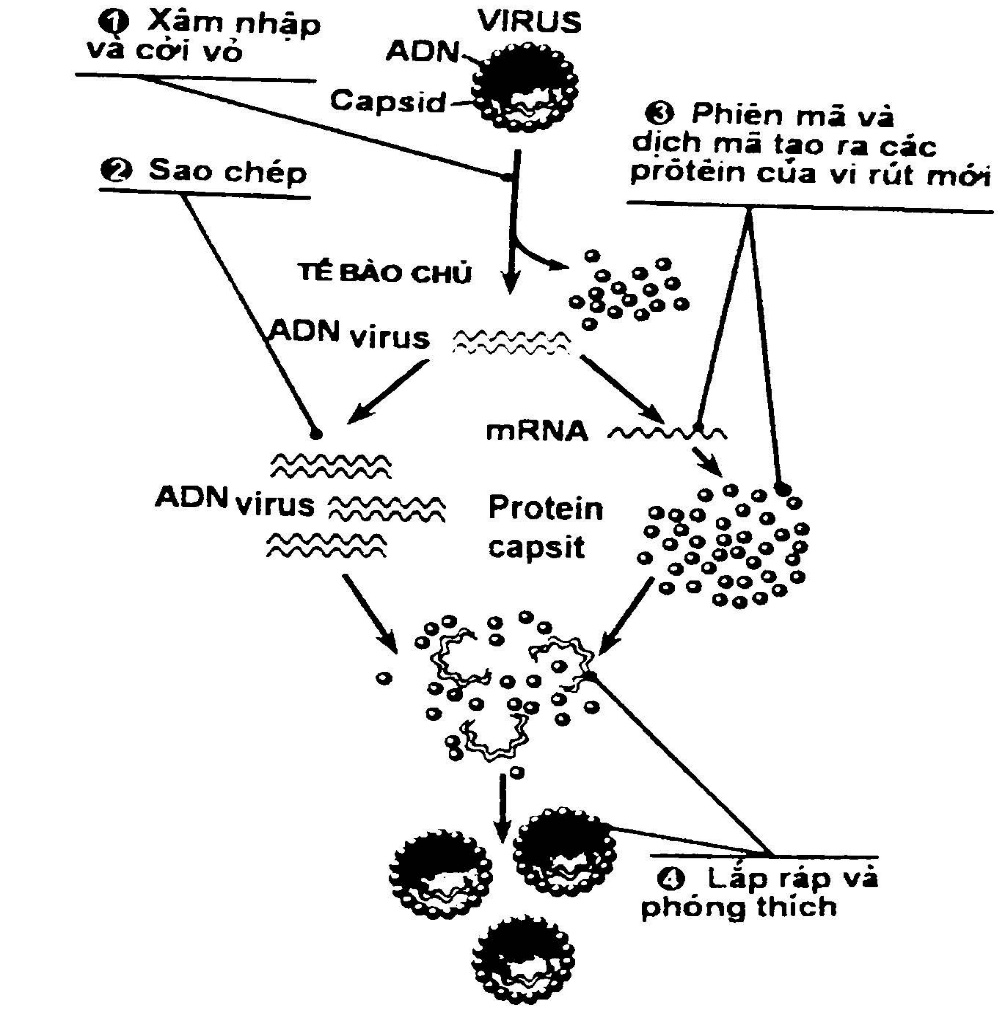 ❶ Xâm nhập
và cởi vỏ
VIRUS
ADN
Capsid
❷ Sao chép
❸ Phiên mã và
dịch mã tạo ra các
prôtêin của vi rút mới
TẾ BÀO CHỦ
ADN virus
mRNA
ADN virus
Protein
capsit
❹ Lắp ráp và
phóng thích